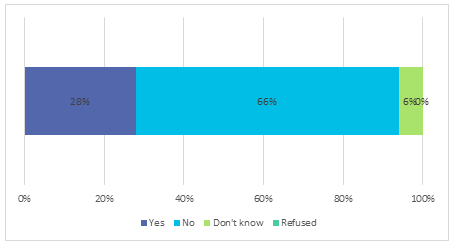 28% 66% 6% 0%
0% 20% 40% 60% 80% 100%
Yes No Don't know Refused